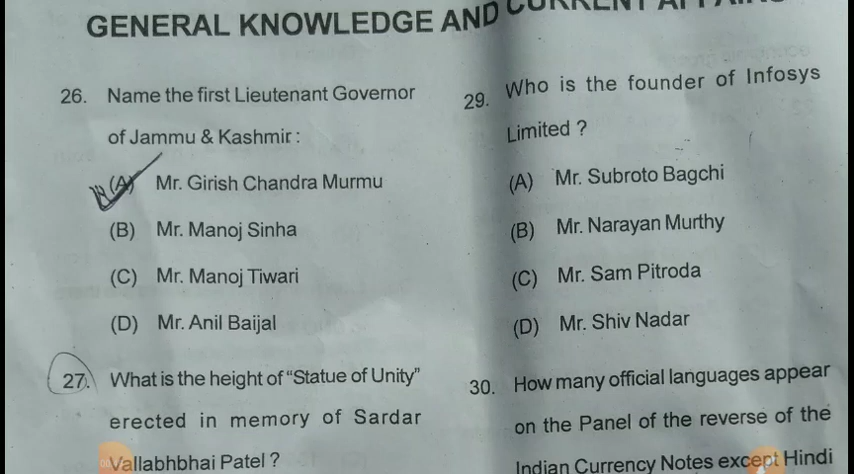 GENERAL KNOWLEDGE AND CURRENT AFFAIRS
26. Name the first Lieutenant Governor
of Jammu & Kashmir :
(A) Mr. Girish Chandra Murmu
(B) Mr. Manoj Sinha
(C) Mr. Manoj Tiwari
(D) Mr. Anil Baijal
27. What is the height of “Statue of Unity”
erected in memory of Sardar
Vallabhbhai Patel ?
29. Who is the founder of Infosys
Limited ?
(A) Mr. Subroto Bagchi
(B) Mr. Narayan Murthy
(C) Mr. Sam Pitroda
(D) Mr. Shiv Nadar
30. How many official languages appear
on the Panel of the reverse of the
Indian Currency Notes except Hindi